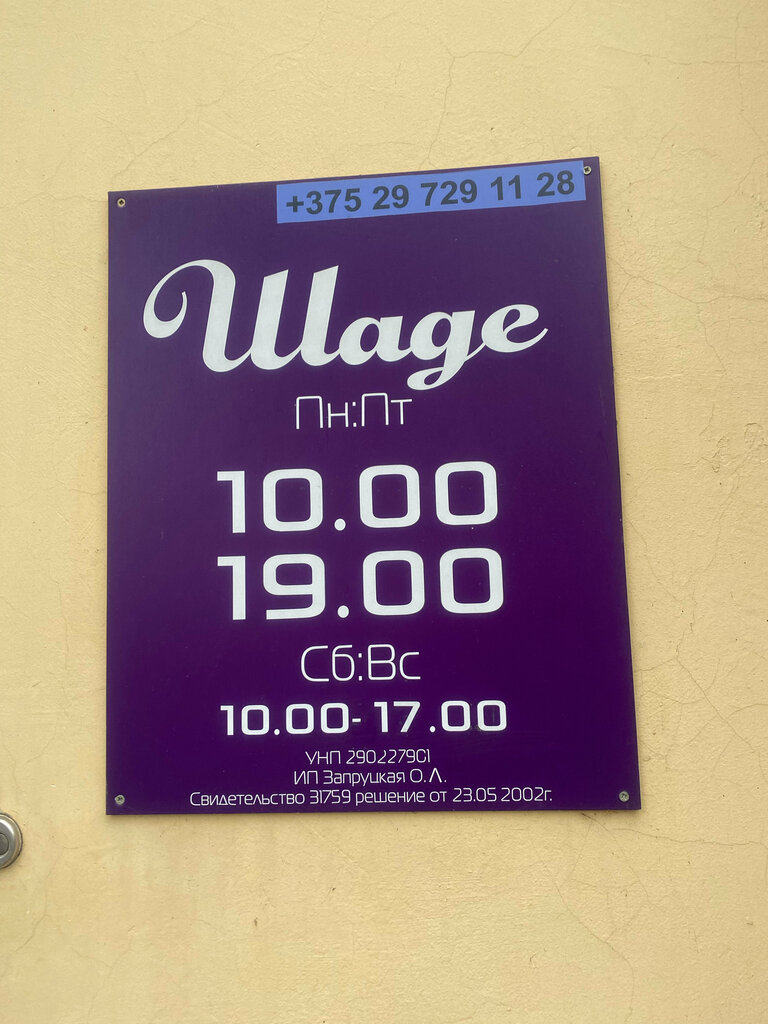 +375 29 729 11 28
Шаде
Пн:Пт
10.00
19.00
Сб:Вс
10.00-17.00
УНП 290227901
ИП Запруцкая О.Л.
Свидетельство 31759 решение от 23.05 2002г.